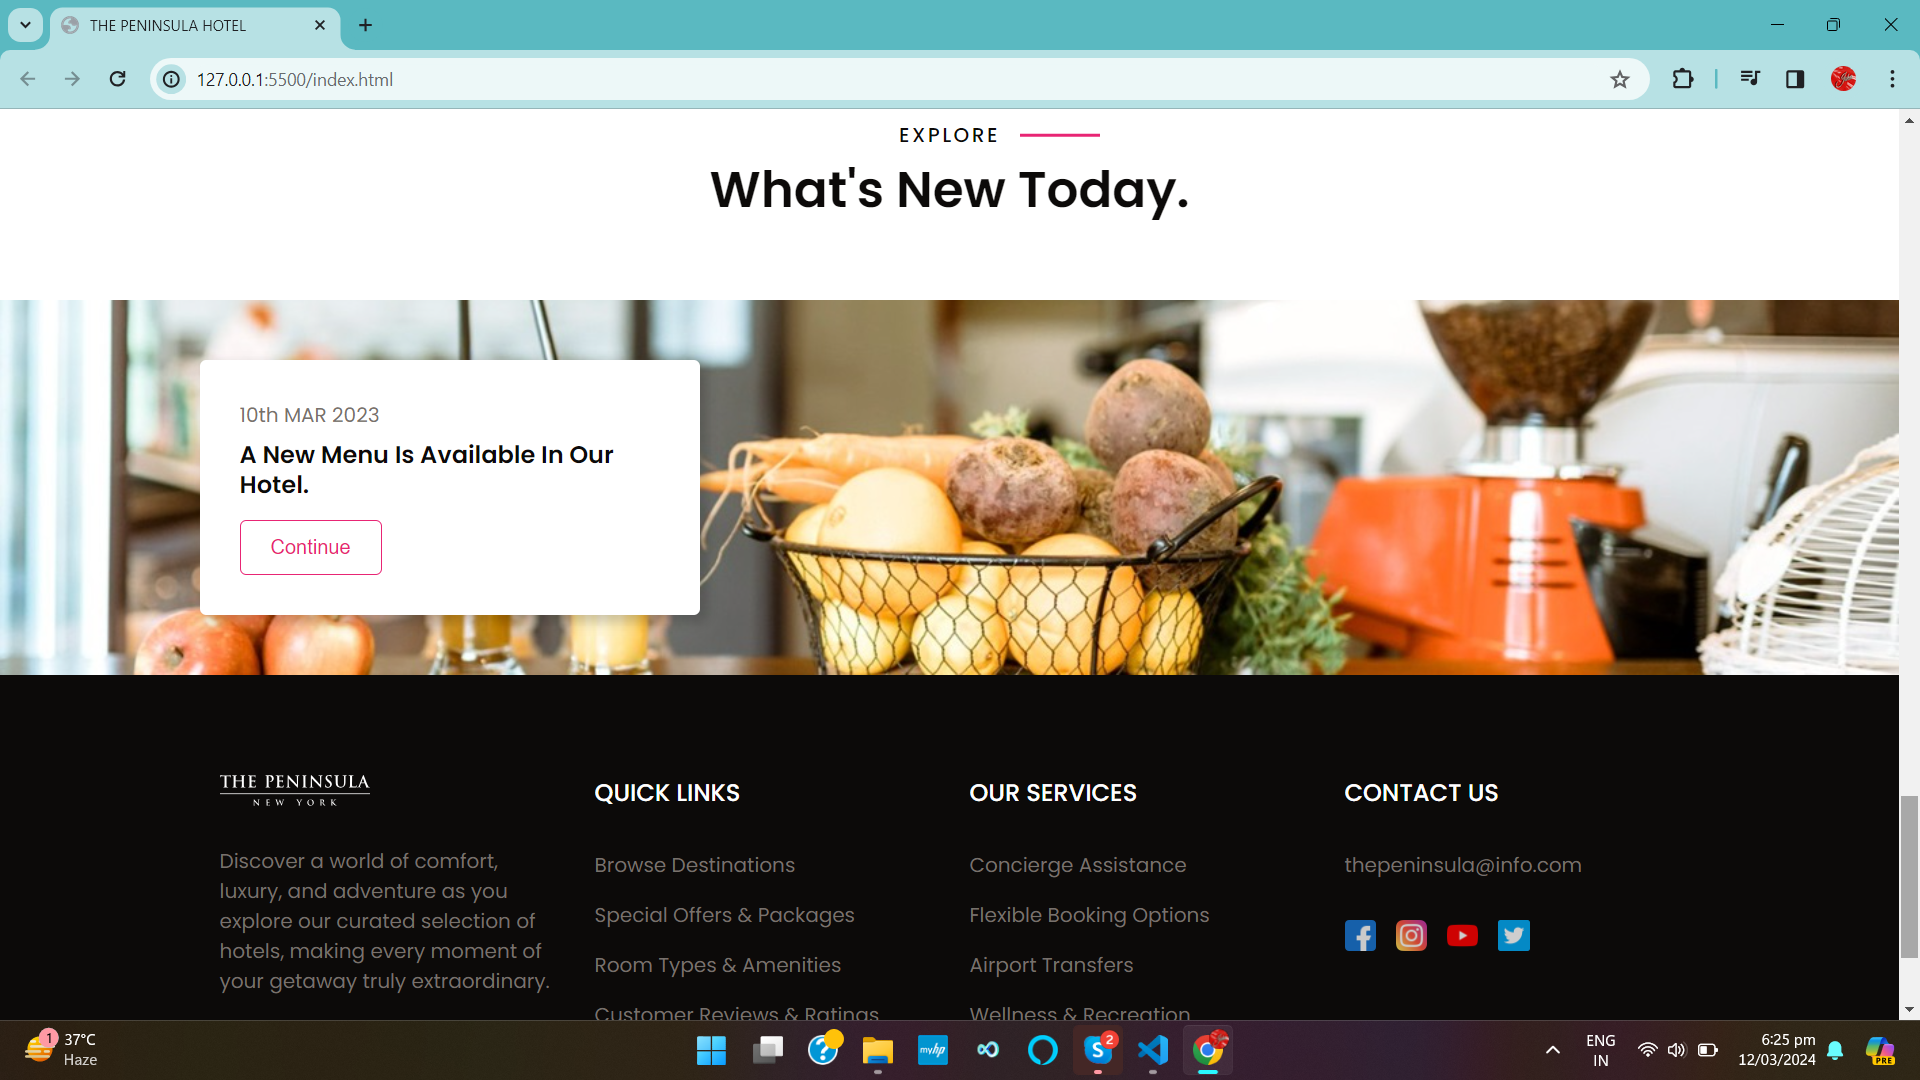 THE PENINSULA HOTEL
127.0.0.1:5500/index.html
EXPLORE
What's New Today.
10th MAR 2023
A New Menu Is Available In Our
Hotel.
Continue
THE PENINSULA
NEW YORK
Discover a world of comfort,
luxury, and adventure as you
explore our curated selection of
hotels, making every moment of
your getaway truly extraordinary.
QUICK LINKS
Browse Destinations
Special Offers & Packages
Room Types & Amenities
Customer Reviews & Ratings
OUR SERVICES
Concierge Assistance
Flexible Booking Options
Airport Transfers
Wellness & Recreation
CONTACT US
thepeninsula@info.com
1
37°C
Haze
myhp
2
ENG
IN
6:25 pm
12/03/2024
PRE